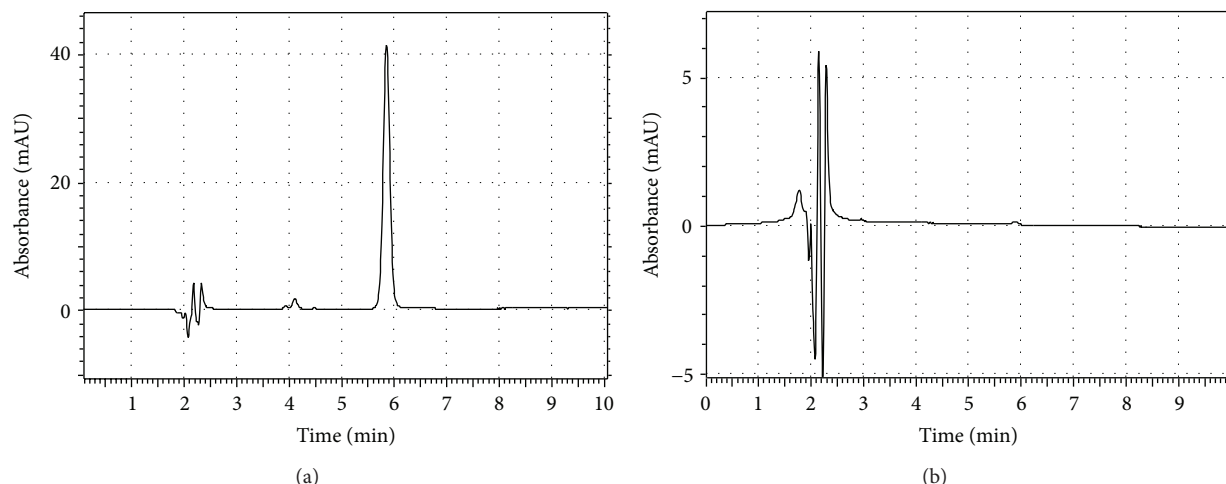 Absorbance (mAU)
40
20
0
1 2 3 4 5 6 7 8 9 10
Time (min)
(a)
Absorbance (mAU)
5
0
−5
0 1 2 3 4 5 6 7 8 9
Time (min)
(b)